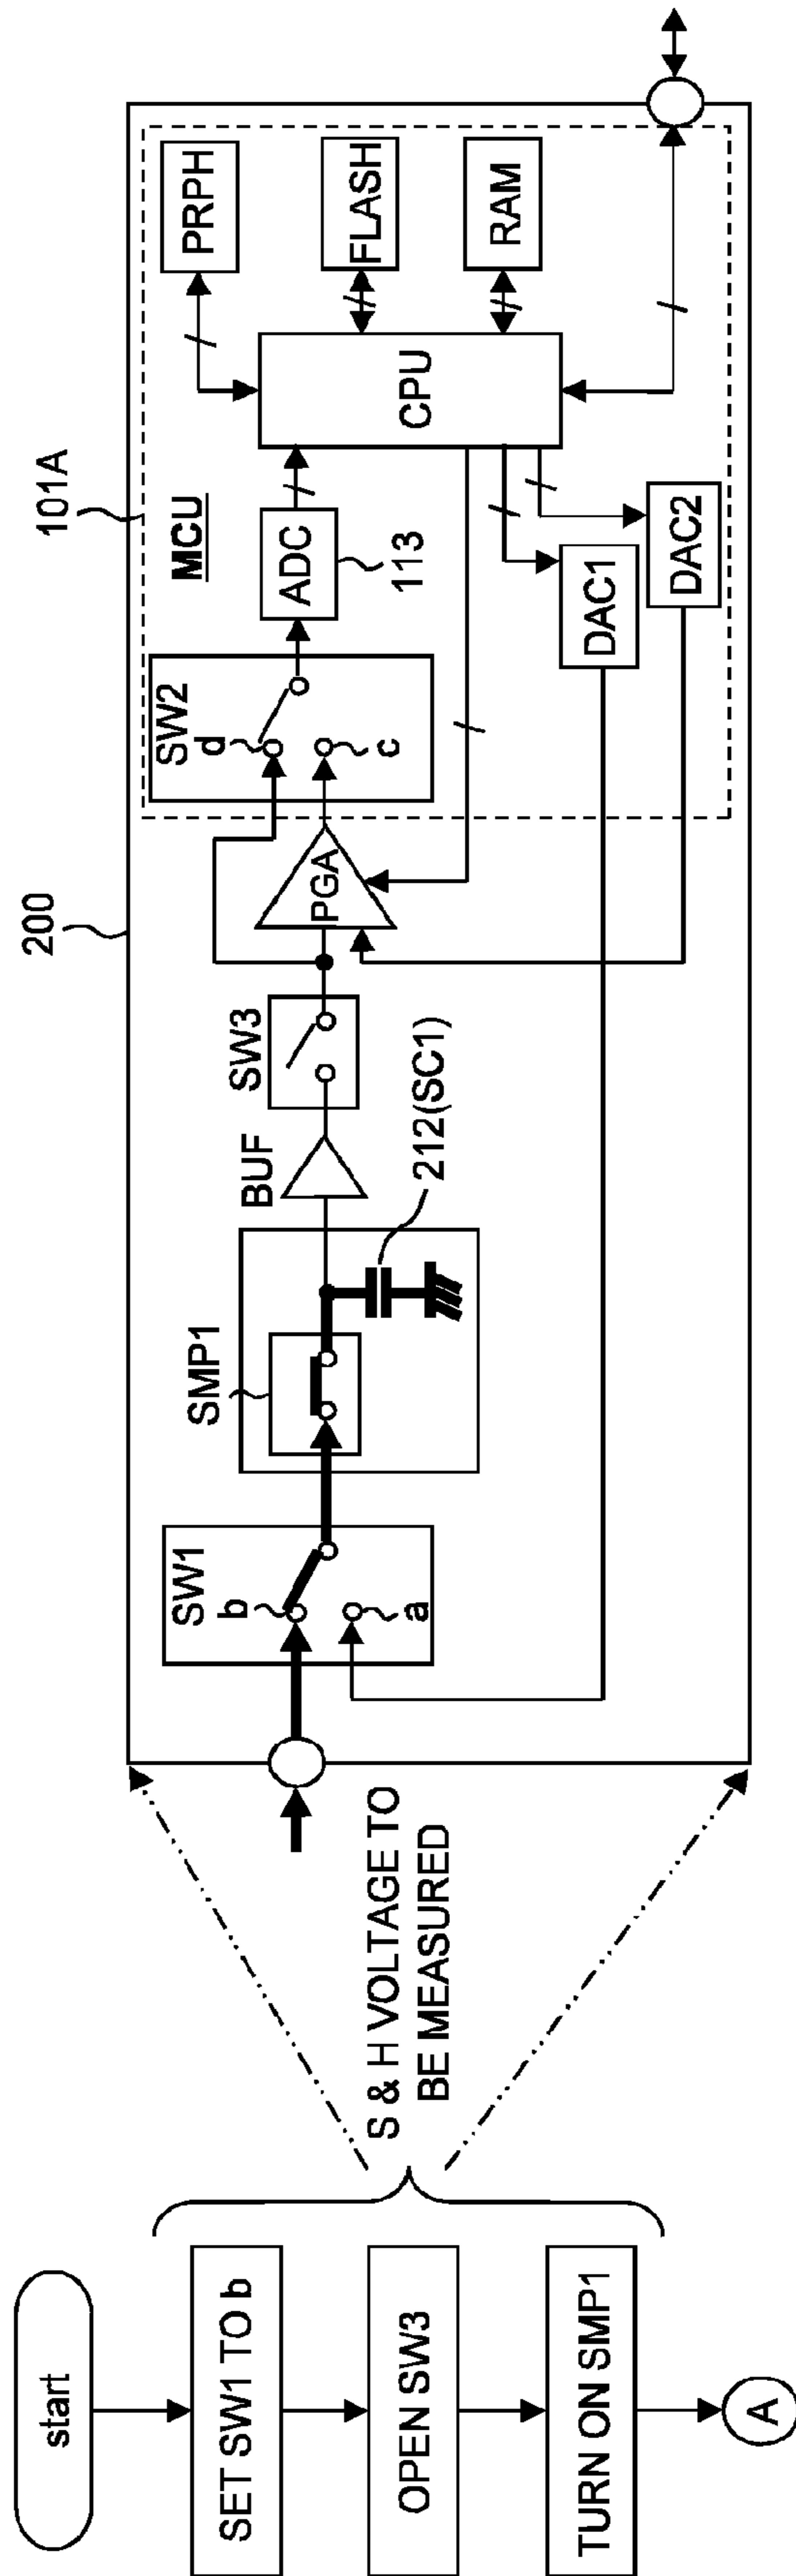 start
SET SW1 TO b
OPEN SW3
TURN ON SMP1
A
S & H VOLTAGE TO
BE MEASURED
200
101A
SW1
b
a
SMP1
212(SC1)
BUF
SW3
PGA
SW2
d
c
MCU
ADC
113
CPU
PRPH
FLASH
RAM
DAC1
DAC2